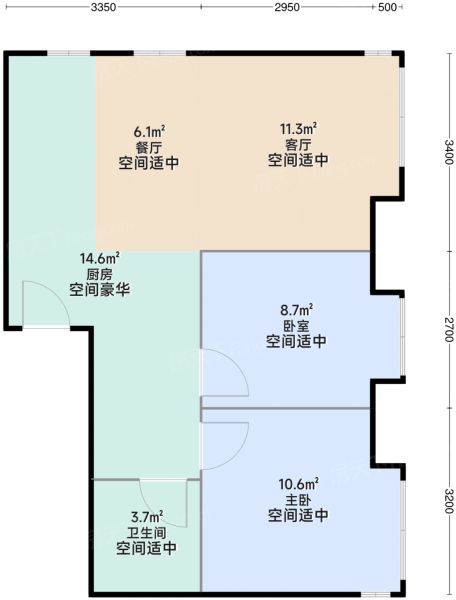 3350
2950
500
6.1㎡
餐厅
空间适中
11.3㎡
客厅
空间适中
3400
14.6㎡
厨房
空间豪华
8.7㎡
卧室
空间适中
2700
10.6㎡
主卧
空间适中
3200
3.7㎡
卫生间
空间适中